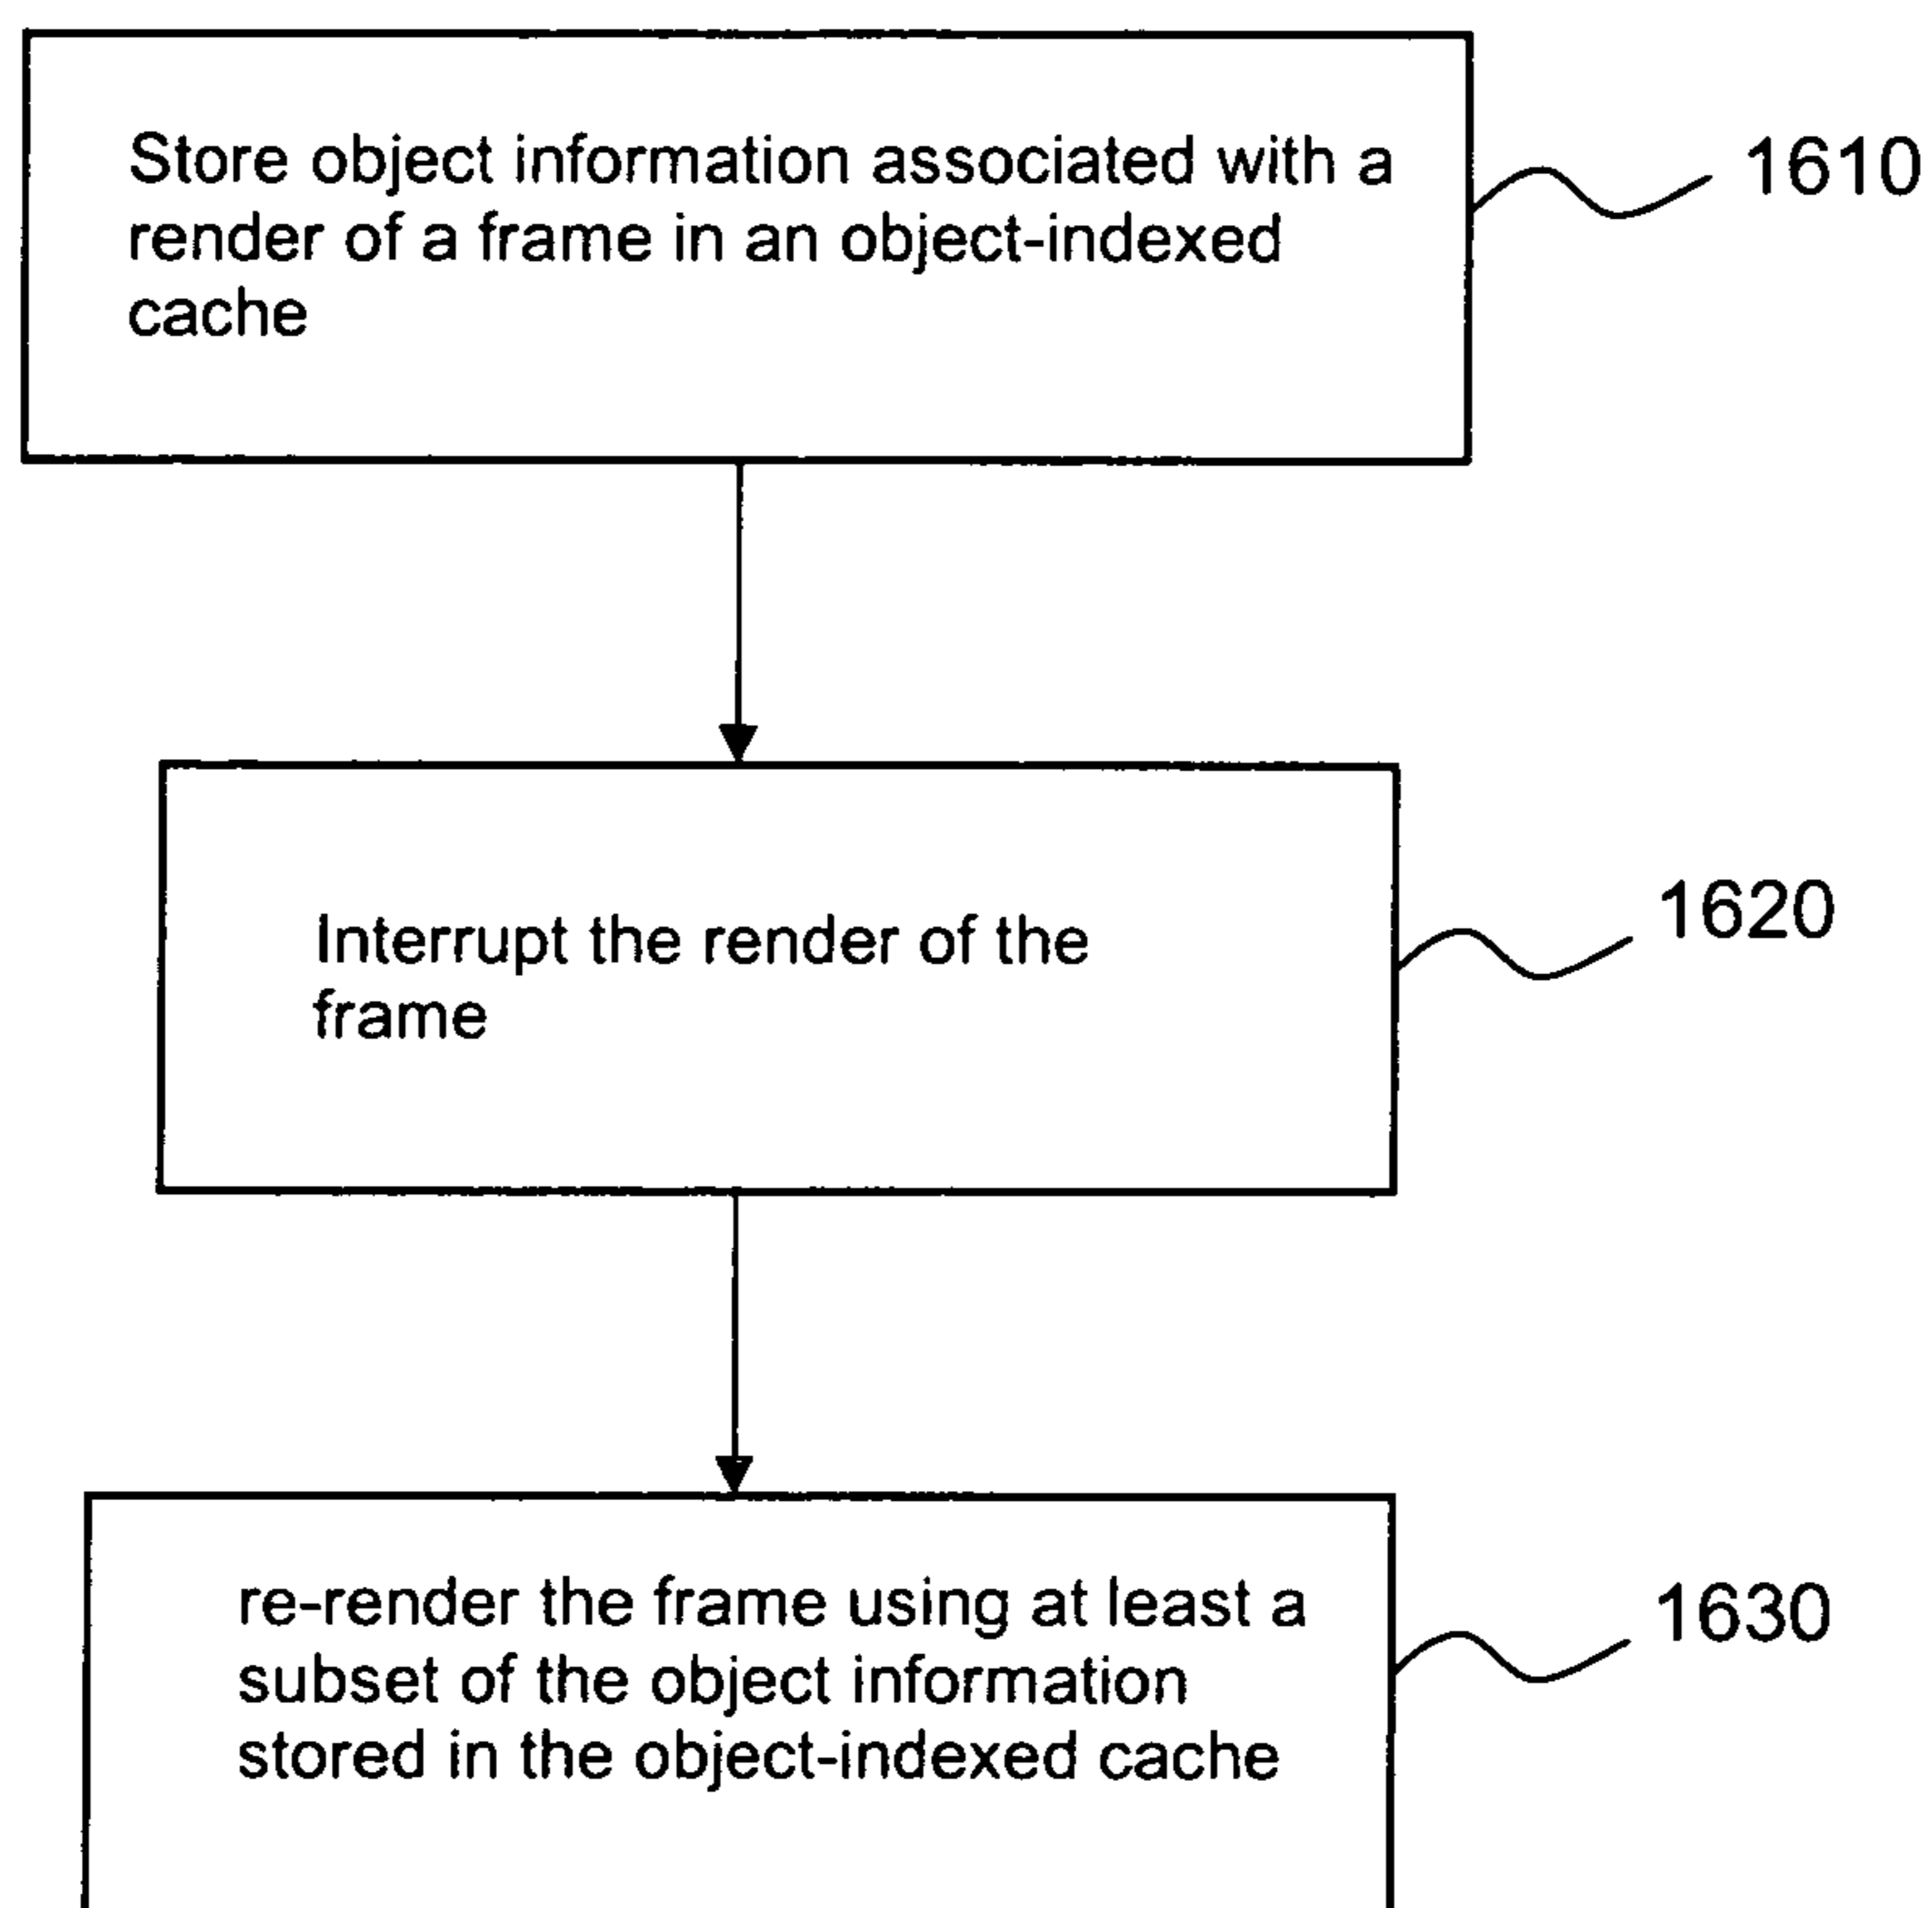 Store object information associated with a
render of a frame in an object-indexed
cache
1610
Interrupt the render of the
frame
1620
re-render the frame using at least a
subset of the object information
stored in the object-indexed cache
1630